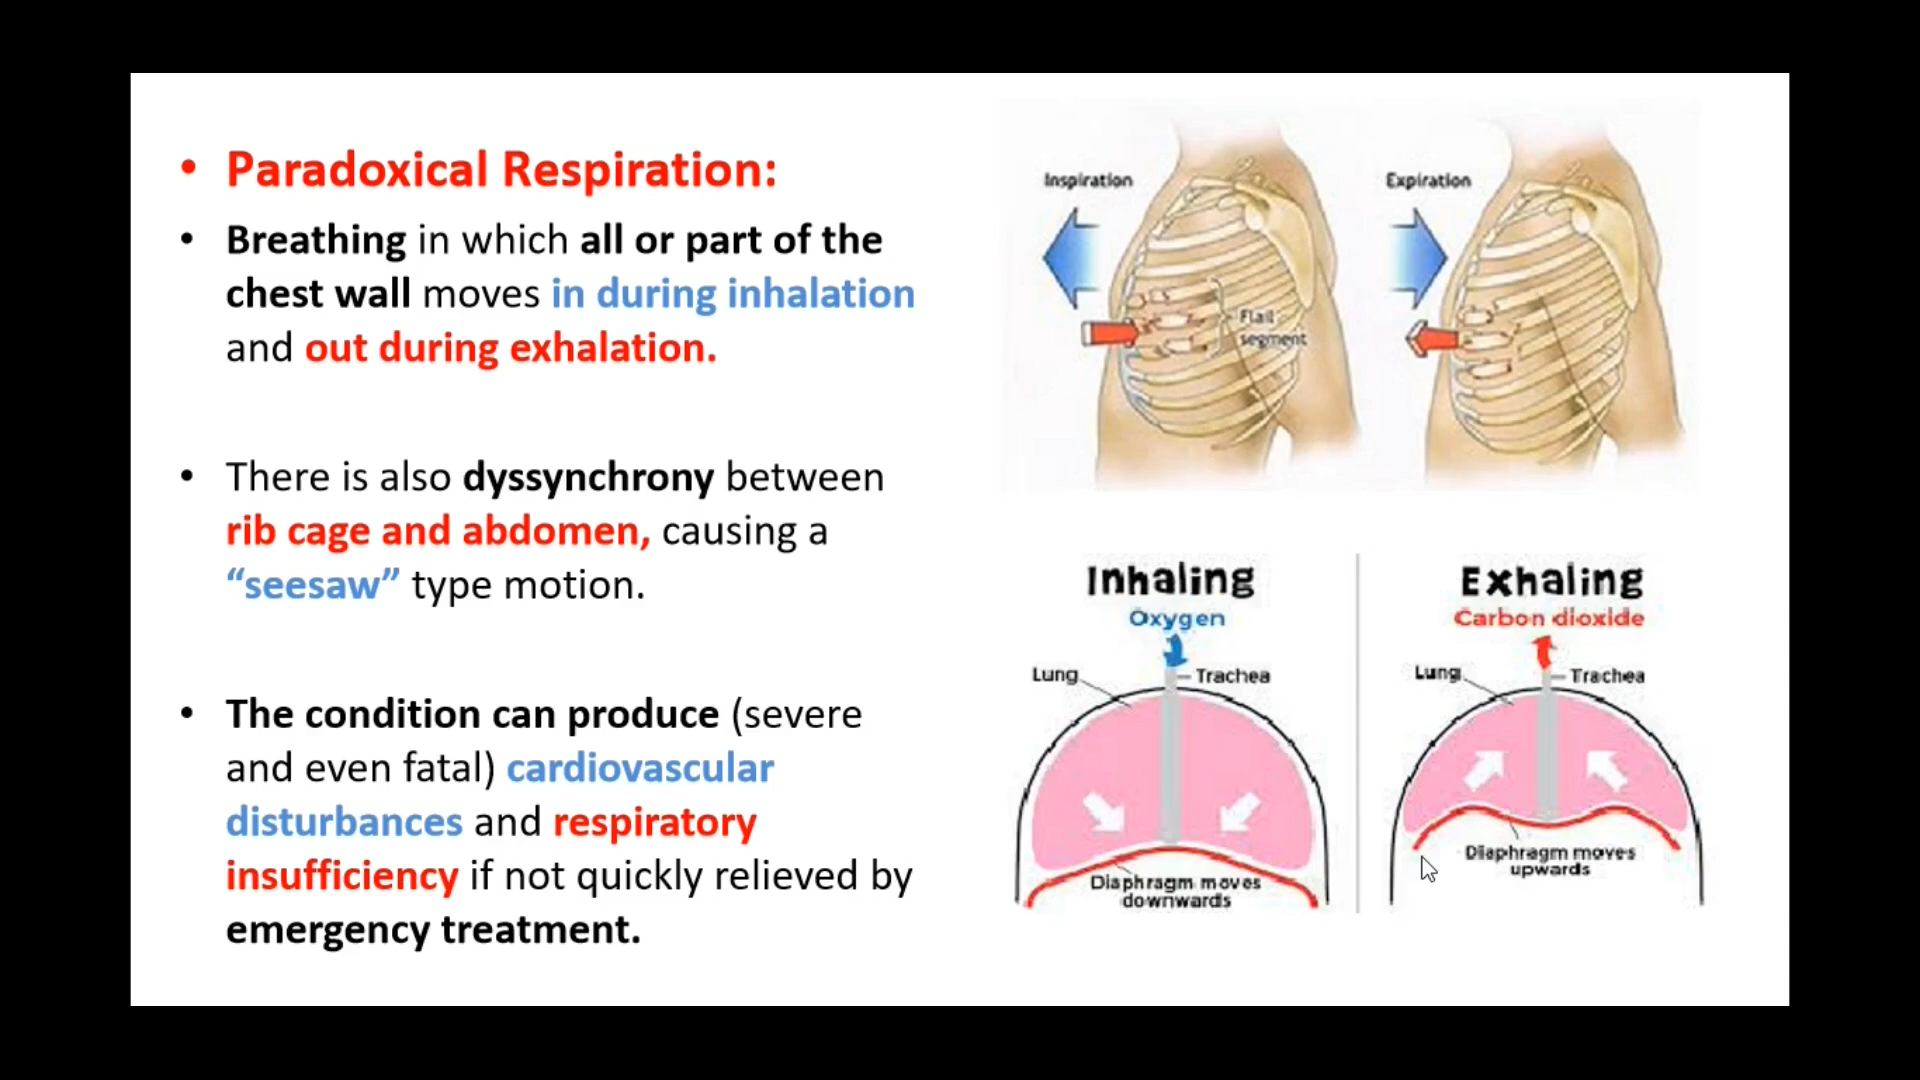 • Paradoxical Respiration:
• Breathing in which all or part of the
chest wall moves in during inhalation
and out during exhalation.
• There is also dyssynchrony between
rib cage and abdomen, causing a
“seesaw” type motion.
• The condition can produce (severe
and even fatal) cardiovascular
disturbances and respiratory
insufficiency if not quickly relieved by
emergency treatment.
Inspiration
Flail
segment
Expiration
Inhaling
Oxygen
Lung
Trachea
Diaphragm moves
downwards
Exhaling
Carbon dioxide
Lung
Trachea
Diaphragm moves
upwards